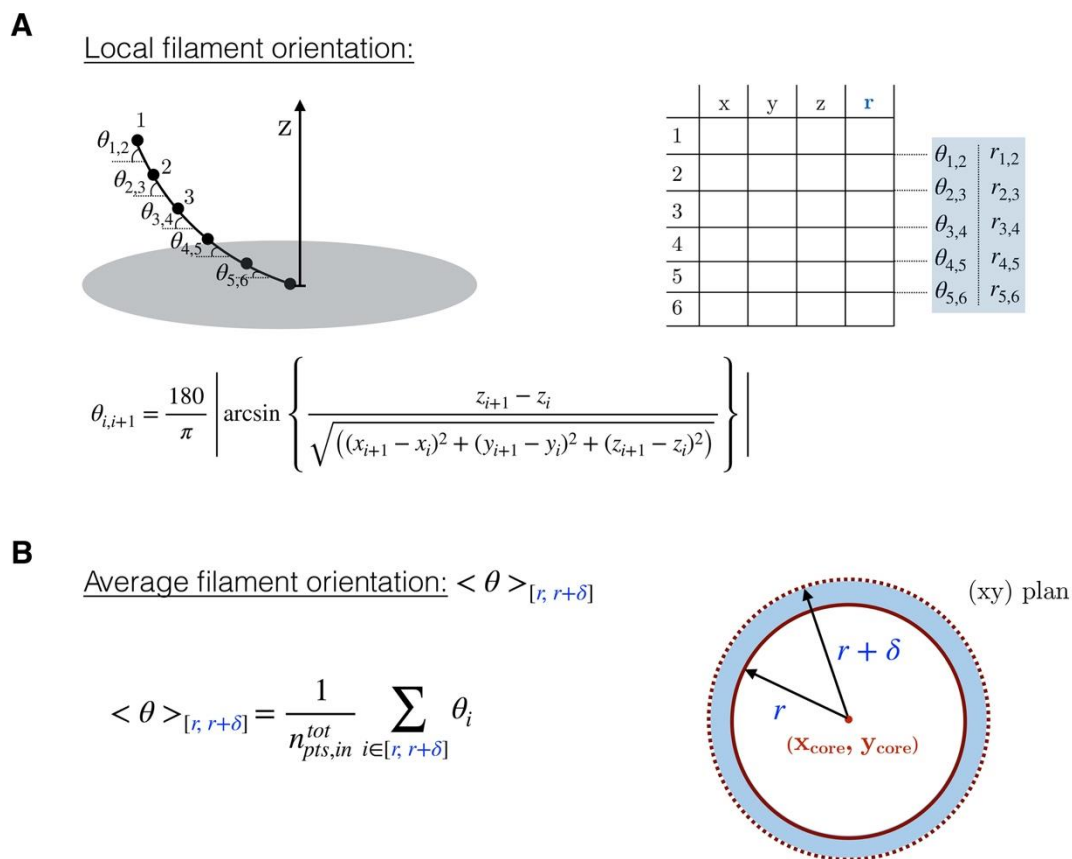 A
Local filament orientation:
1
2
3
z
θ1,2
θ2,3
θ3,4
θ4,5
θ5,6
x y z r
1
2
3
4
5
6
θ1,2 r1,2
θ2,3 r2,3
θ3,4 r3,4
θ4,5 r4,5
θ5,6 r5,6
θi,i+1 = 180/π | arcsin { (zi+1 − zi) / √((xi+1 − xi)² + (yi+1 − yi)² + (zi+1 − zi)²) } |
B
Average filament orientation: < θ >[r, r+δ]
< θ >[r, r+δ] = 1/n^tot_pts,in ∑ i∈[r, r+δ] θi
(xy) plan
r + δ
r
(xcore, ycore)